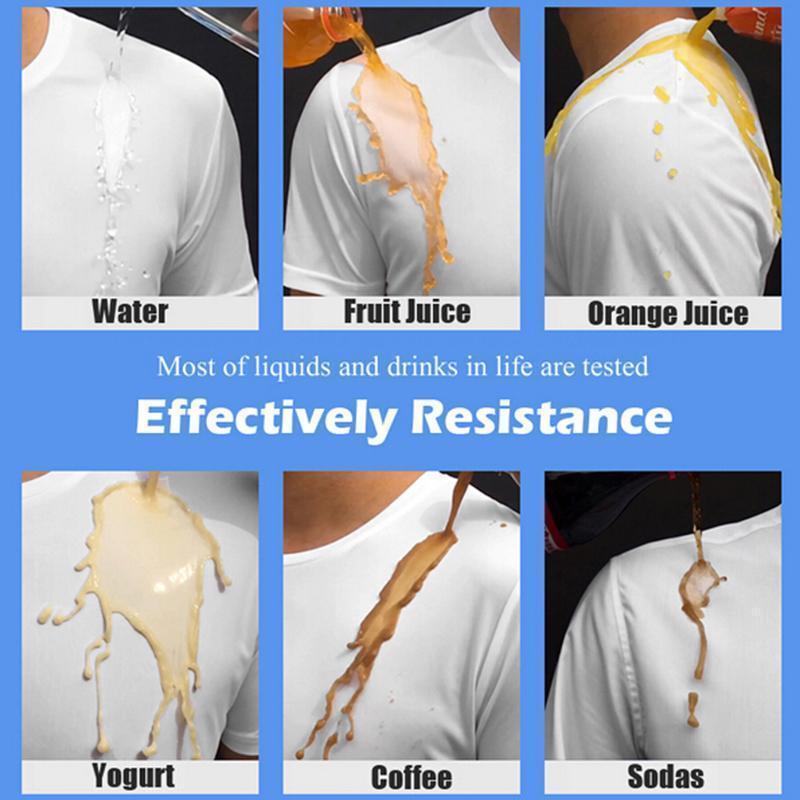 Water
Fruit Juice
Orange Juice
Most of liquids and drinks in life are tested
Effectively Resistance
Yogurt
Coffee
Sodas